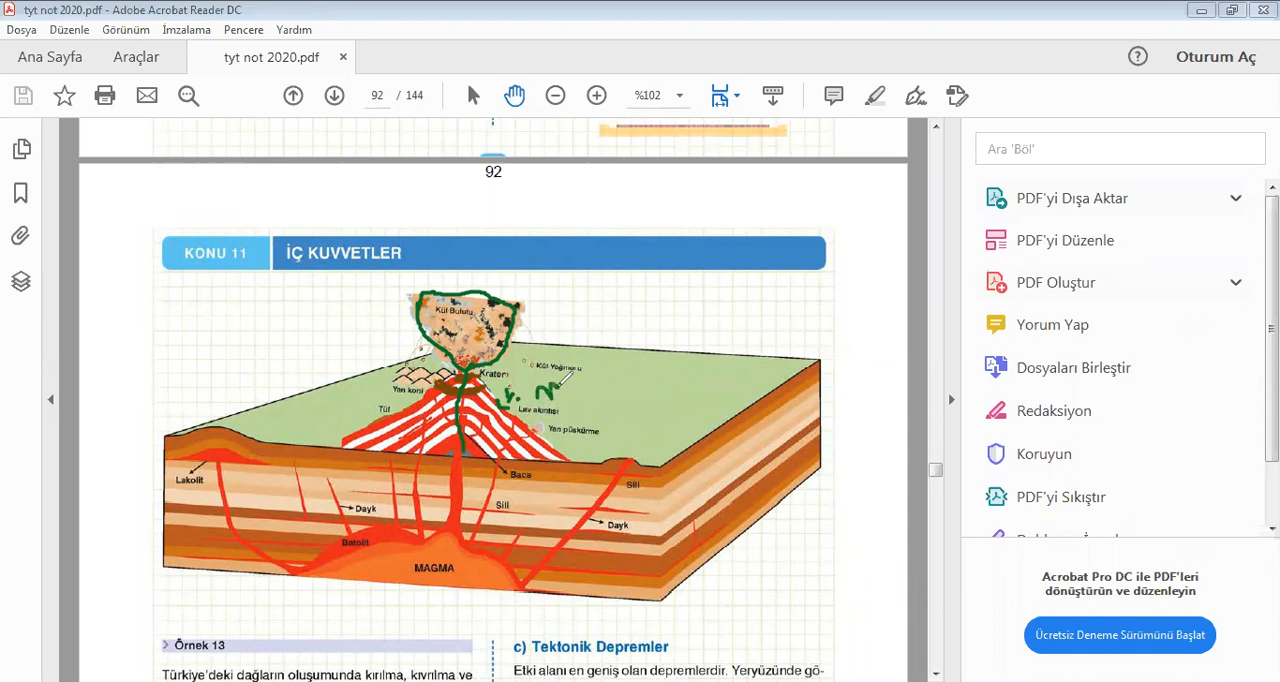 tyt not 2020.pdf - Adobe Acrobat Reader DC
Dosya Düzenle Görünüm İmzalama Pencere Yardım
Ana Sayfa Araçlar tyt not 2020.pdf × Oturum Aç
92 / 144 %102
92
Ara 'Böl'
PDF'yi Dışa Aktar
PDF'yi Düzenle
PDF Oluştur
Yorum Yap
Dosyaları Birleştir
Redaksiyon
Koruyun
PDF'yi Sıkıştır
KONU 11 İÇ KUVVETLER
Kül Bulutu
Krater
Kül Yağmuru
Yan koni
Tüf
Lav akıntısı
Yan püskürme
Baca
Lakolit
Sill
Sill
Dayk
Dayk
Batolit
MAGMA
Örnek 13
Türkiye'deki dağların oluşumunda kırılma, kıvrılma ve
c) Tektonik Depremler
Etki alanı en geniş olan depremlerdir. Yeryüzünde gö-
Acrobat Pro DC ile PDF'leri
dönüştürün ve düzenleyin
Ücretsiz Deneme Sürümünü Başlat